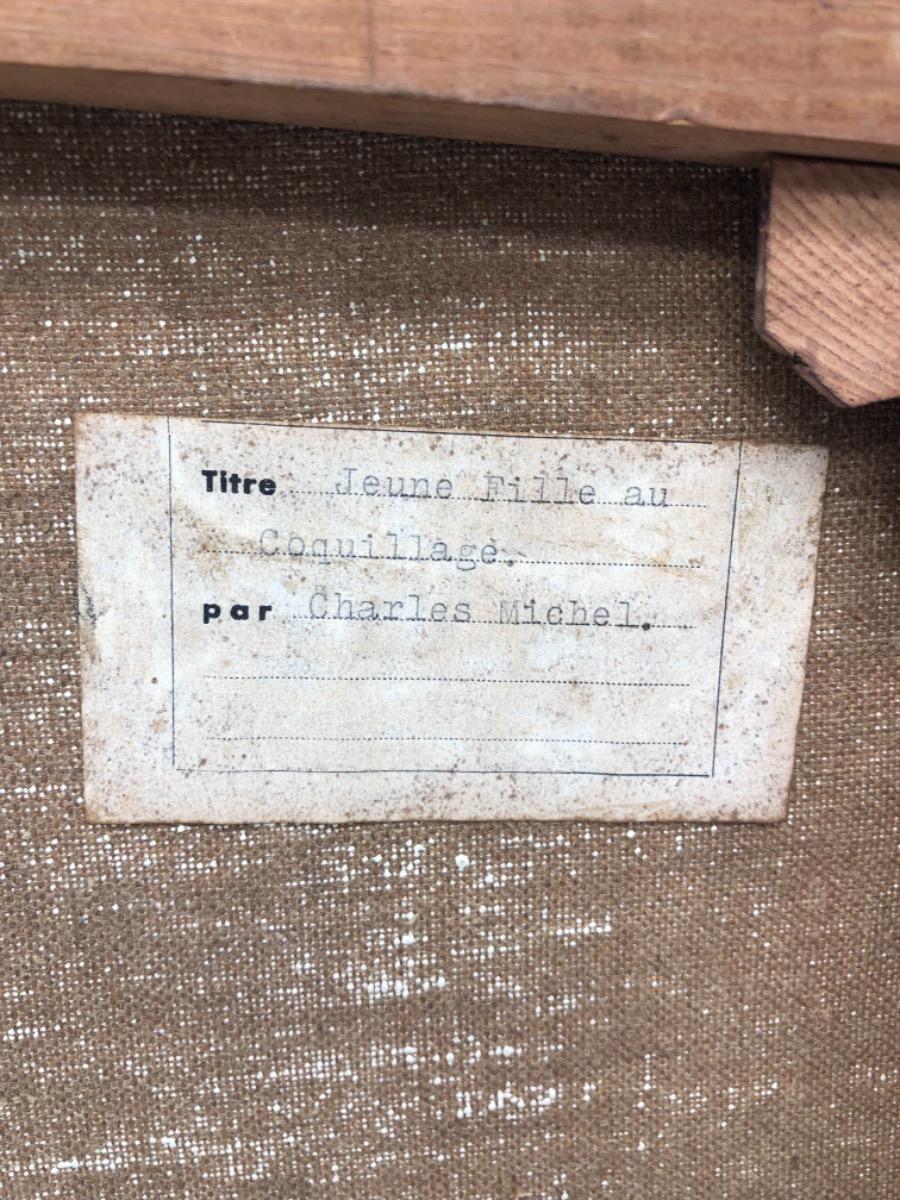 Titre Jeune Fille au
Coquillage.
par Charles Michel.